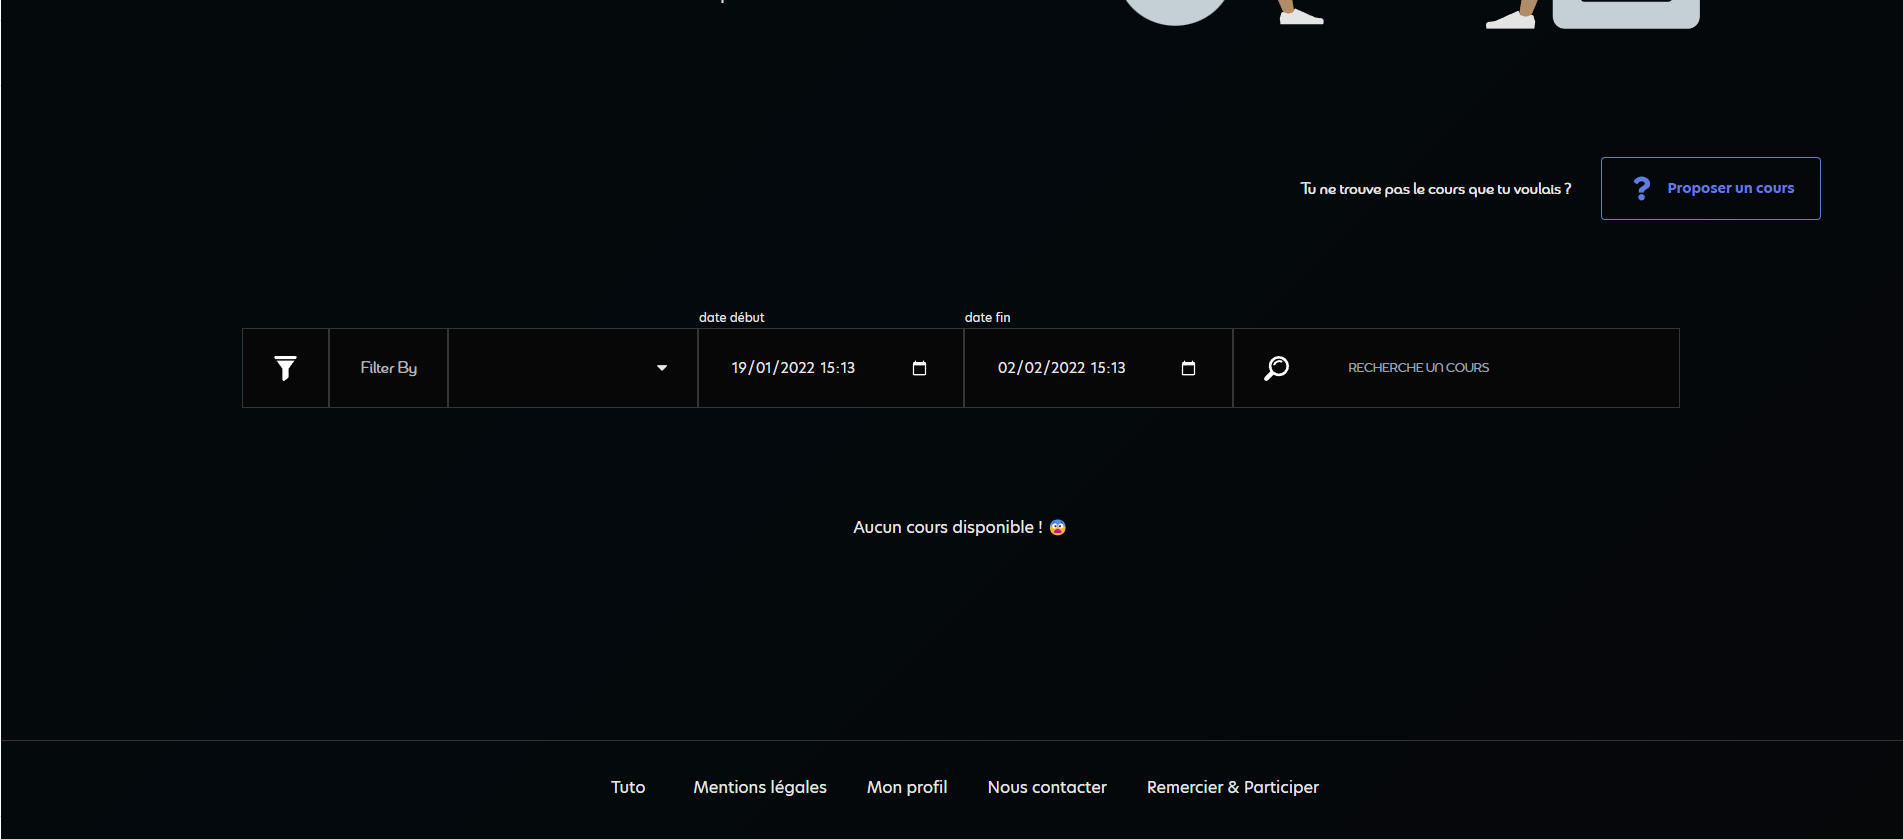 Tu ne trouve pas le cours que tu voulais ?
Proposer un cours
date début
date fin
Filter By
19/01/2022 15:13
02/02/2022 15:13
RECHERCHE UN COURS
Aucun cours disponible ! 😨
Tuto
Mentions légales
Mon profil
Nous contacter
Remercier & Participer